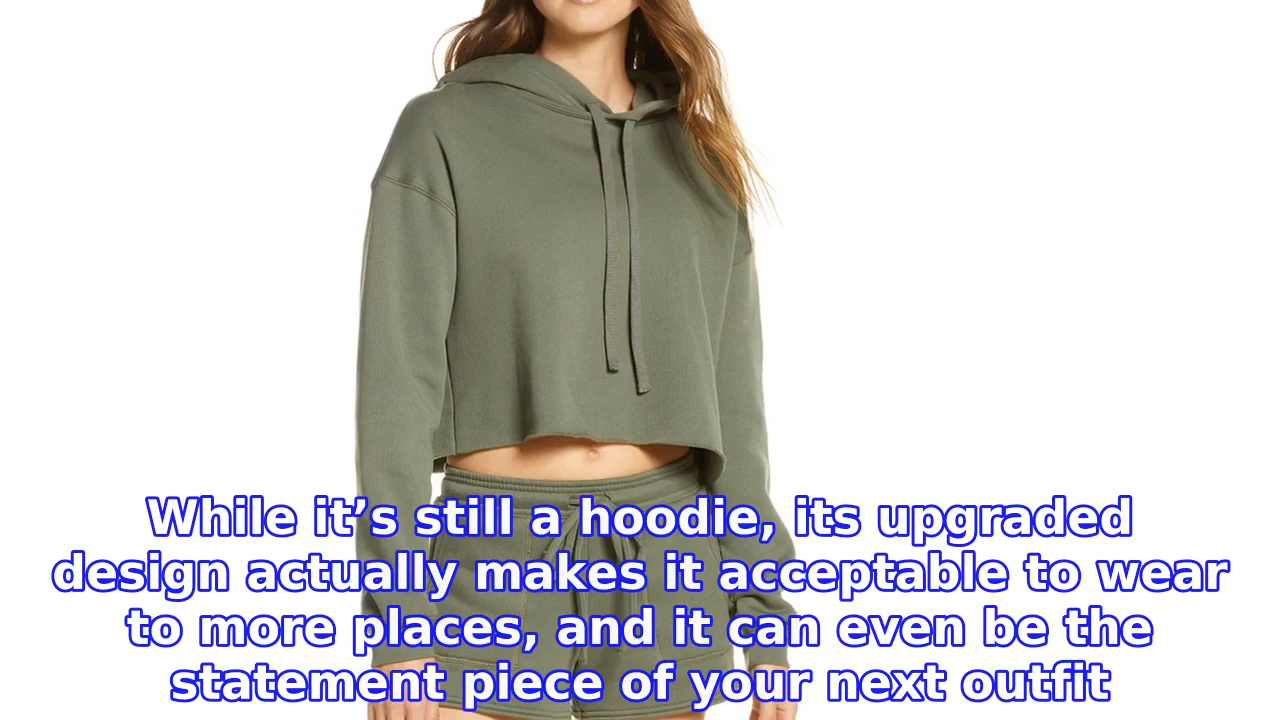 While it’s still a hoodie, its upgraded
design actually makes it acceptable to wear
to more places, and it can even be the
statement piece of your next outfit